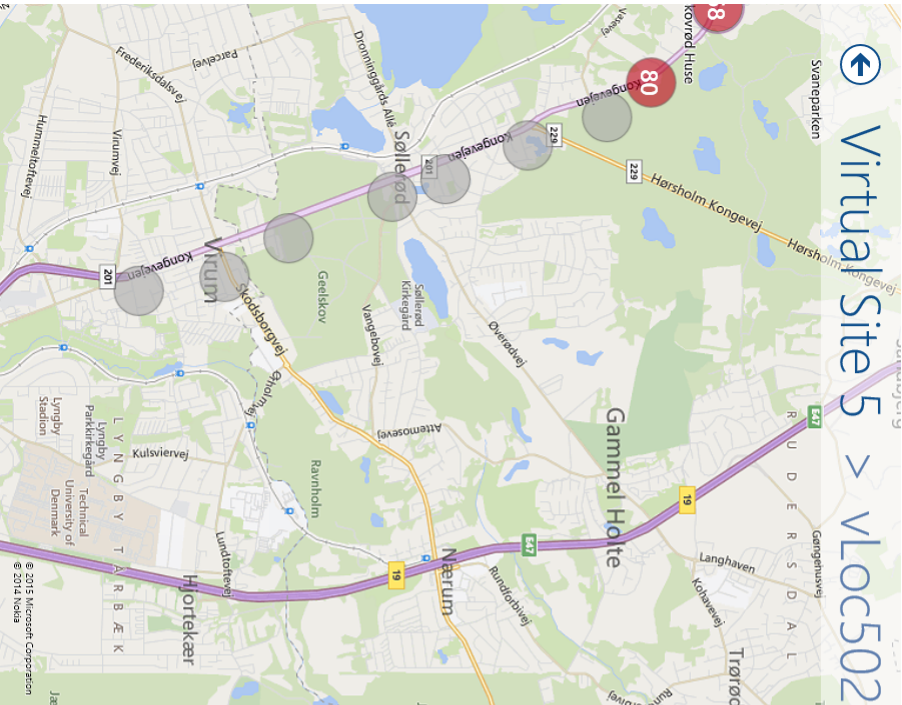 Virtual Site 5 > vLoc502
Svaneparken
80
Kongevejen
229
229
Hørsholm Kongevej
Vasevej
Dronninggårds Allé
Søllerød
201
Kongevejen
Parcelvej
Frederiksdalsvej
Hummeltoftevej
Virumvej
Virum
Kongevejen
201
Skodsborgvej
Geelskov
Søllerød
Kirkegård
Vangebovej
Øverødvej
Attemosevej
Gammel Holte
E47
19
RUDERSDAL
Gøngehusvej
Langhaven
Kohavevej
Trørød
E47
Rundforbivej
Nærum
19
Ravnholm
Kulsviervej
Lundtoftevej
Hjortekær
LYNGBY TAARBÆK
Lyngby
Stadion
Lyngby
Parkkirkegård
Technical
University of
Denmark
© 2015 Microsoft Corporation
© 2014 Nokia